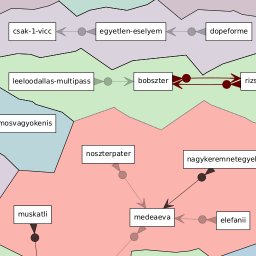 csak-1-vicc
egyetlen-eselyem
dopeforme
leeloodallas-multipass
bobszter
rizs
mosvagyokenis
noszterpater
nagykeremnetegyel
muskatli
medeaeva
elefanii